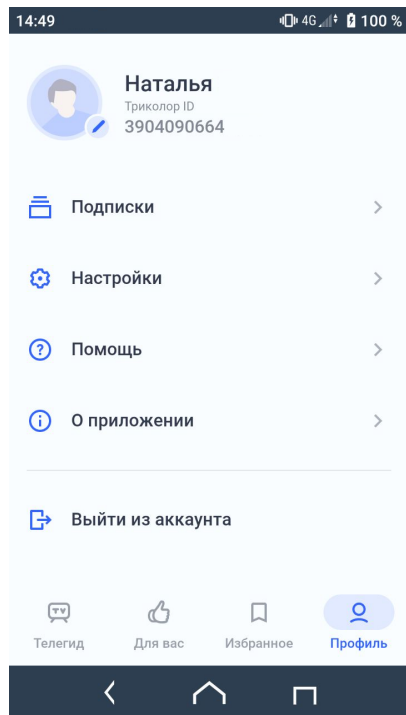 14:49 4G 100 %
Наталья
Триколор ID
3904090664
Подписки
Настройки
Помощь
О приложении
Выйти из аккаунта
TV
Телегид Для вас Избранное Профиль